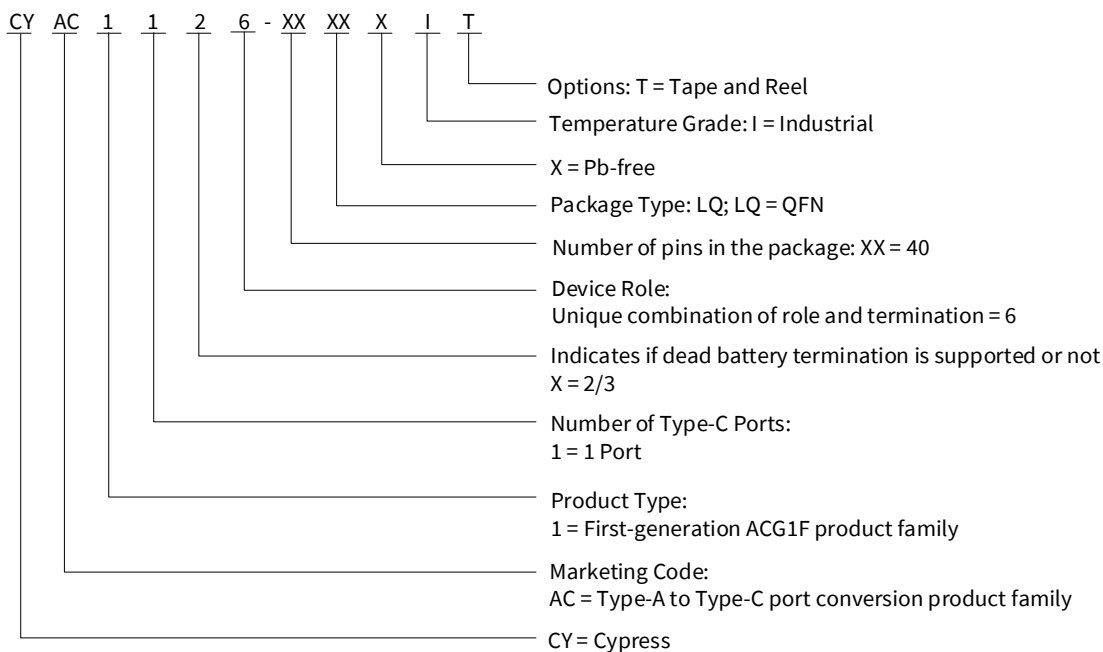 CY AC 1 1 2 6 - XX XX X I T
Options: T = Tape and Reel
Temperature Grade: I = Industrial
X = Pb-free
Package Type: LQ; LQ = QFN
Number of pins in the package: XX = 40
Device Role:
Unique combination of role and termination = 6
Indicates if dead battery termination is supported or not
X = 2/3
Number of Type-C Ports:
1 = 1 Port
Product Type:
1 = First-generation ACG1F product family
Marketing Code:
AC = Type-A to Type-C port conversion product family
CY = Cypress